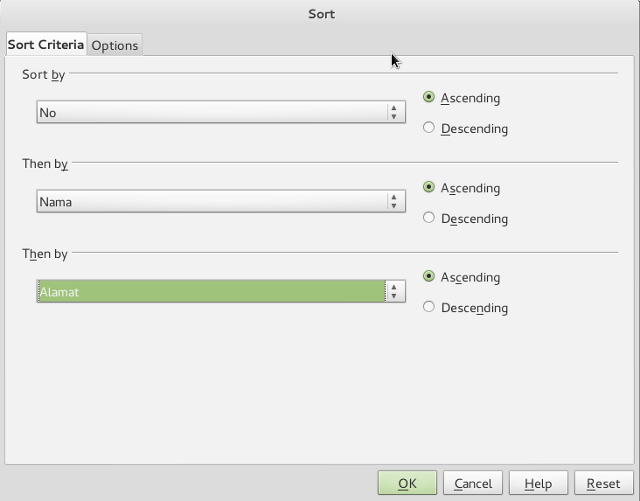 Sort
Sort Criteria Options
Sort by
No
Ascending
Descending
Then by
Nama
Ascending
Descending
Then by
Alamat
Ascending
Descending
OK Cancel Help Reset